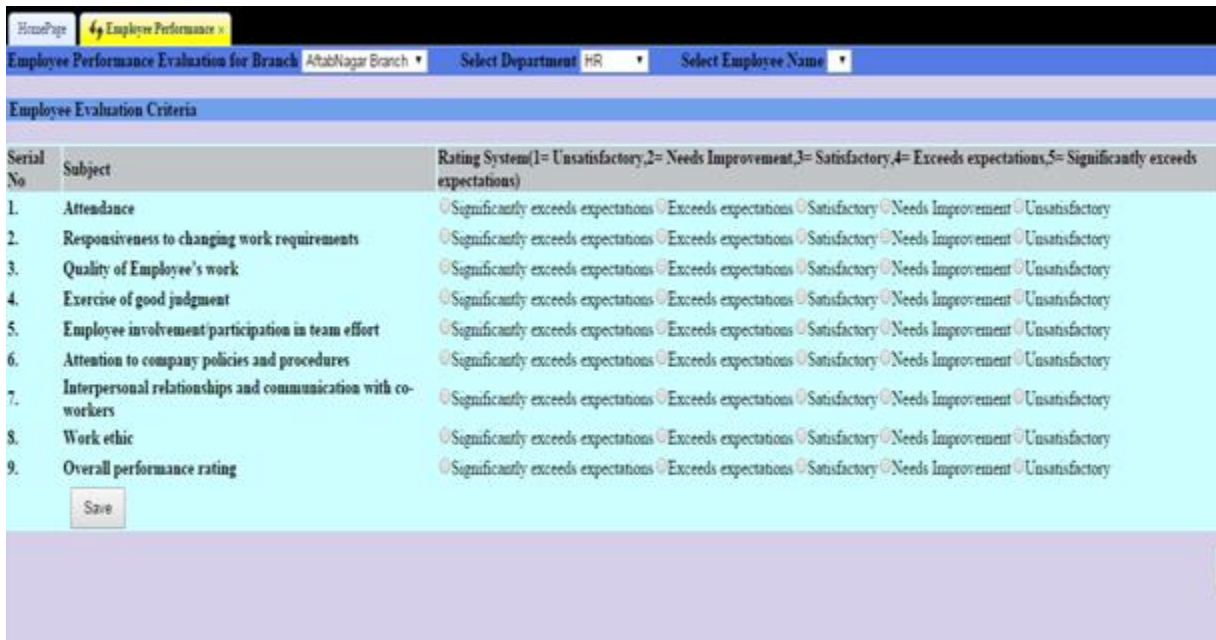 HomePage Employee Performance ×
Employee Performance Evaluation for Branch AftabNagar Branch Select Department HR Select Employee Name
Employee Evaluation Criteria
Serial No Subject Rating System(1= Unsatisfactory,2= Needs Improvement,3= Satisfactory,4= Exceeds expectations,5= Significantly exceeds
expectations)
1. Attendance Significantly exceeds expectations Exceeds expectations Satisfactory Needs Improvement Unsatisfactory
2. Responsiveness to changing work requirements Significantly exceeds expectations Exceeds expectations Satisfactory Needs Improvement Unsatisfactory
3. Quality of Employee's work Significantly exceeds expectations Exceeds expectations Satisfactory Needs Improvement Unsatisfactory
4. Exercise of good judgment Significantly exceeds expectations Exceeds expectations Satisfactory Needs Improvement Unsatisfactory
5. Employee involvement/participation in team effort Significantly exceeds expectations Exceeds expectations Satisfactory Needs Improvement Unsatisfactory
6. Attention to company policies and procedures Significantly exceeds expectations Exceeds expectations Satisfactory Needs Improvement Unsatisfactory
7. Interpersonal relationships and communication with co-
workers Significantly exceeds expectations Exceeds expectations Satisfactory Needs Improvement Unsatisfactory
8. Work ethic Significantly exceeds expectations Exceeds expectations Satisfactory Needs Improvement Unsatisfactory
9. Overall performance rating Significantly exceeds expectations Exceeds expectations Satisfactory Needs Improvement Unsatisfactory
Save